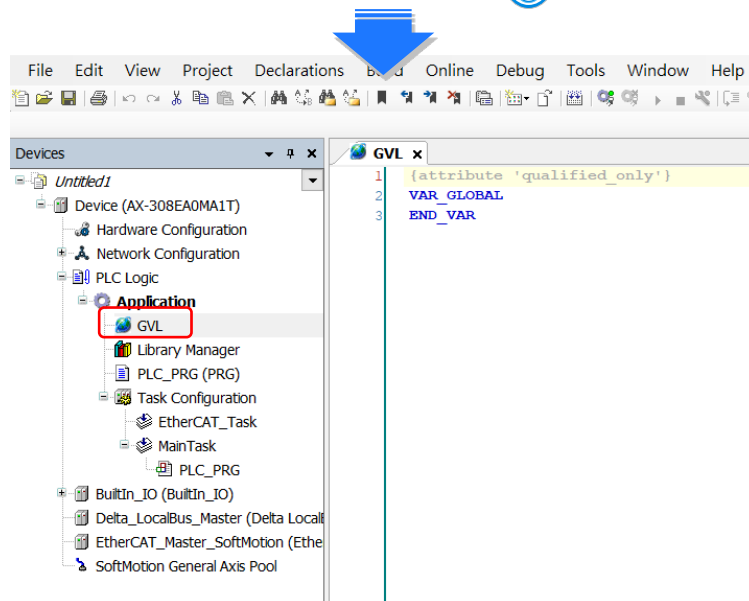 File Edit View Project Declarations Build Online Debug Tools Window Help
Devices
GVL
Untitled1
Device (AX-308EA0MA1T)
Hardware Configuration
Network Configuration
PLC Logic
Application
GVL
Library Manager
PLC_PRG (PRG)
Task Configuration
EtherCAT_Task
MainTask
PLC_PRG
BuiltIn_IO (BuiltIn_IO)
Delta_LocalBus_Master (Delta Local
EtherCAT_Master_SoftMotion (Ethe
SoftMotion General Axis Pool
1 {attribute 'qualified_only'}
2 VAR_GLOBAL
3 END_VAR